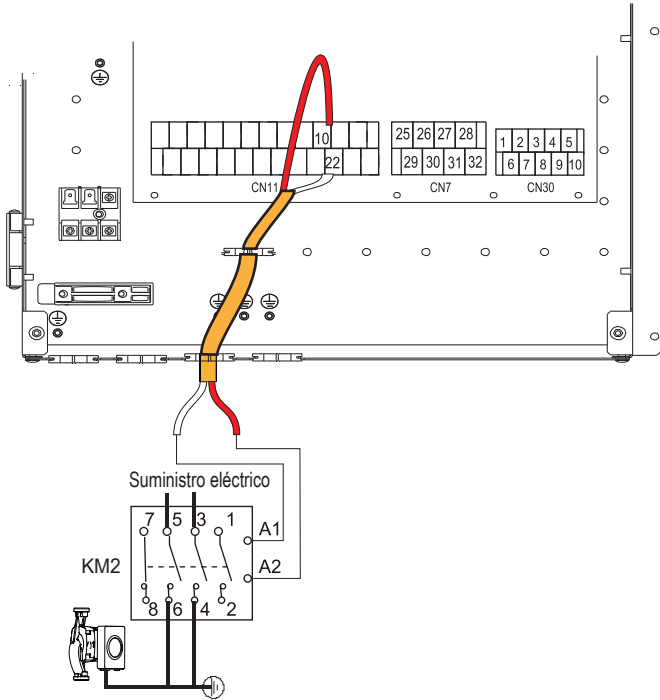 10 25 26 27 28 1 2 3 4 5
22 29 30 31 32 6 7 8 9 10
CN11 CN7 CN30
Suministro eléctrico
7 5 3 1 A1
KM2 A2
8 6 4 2